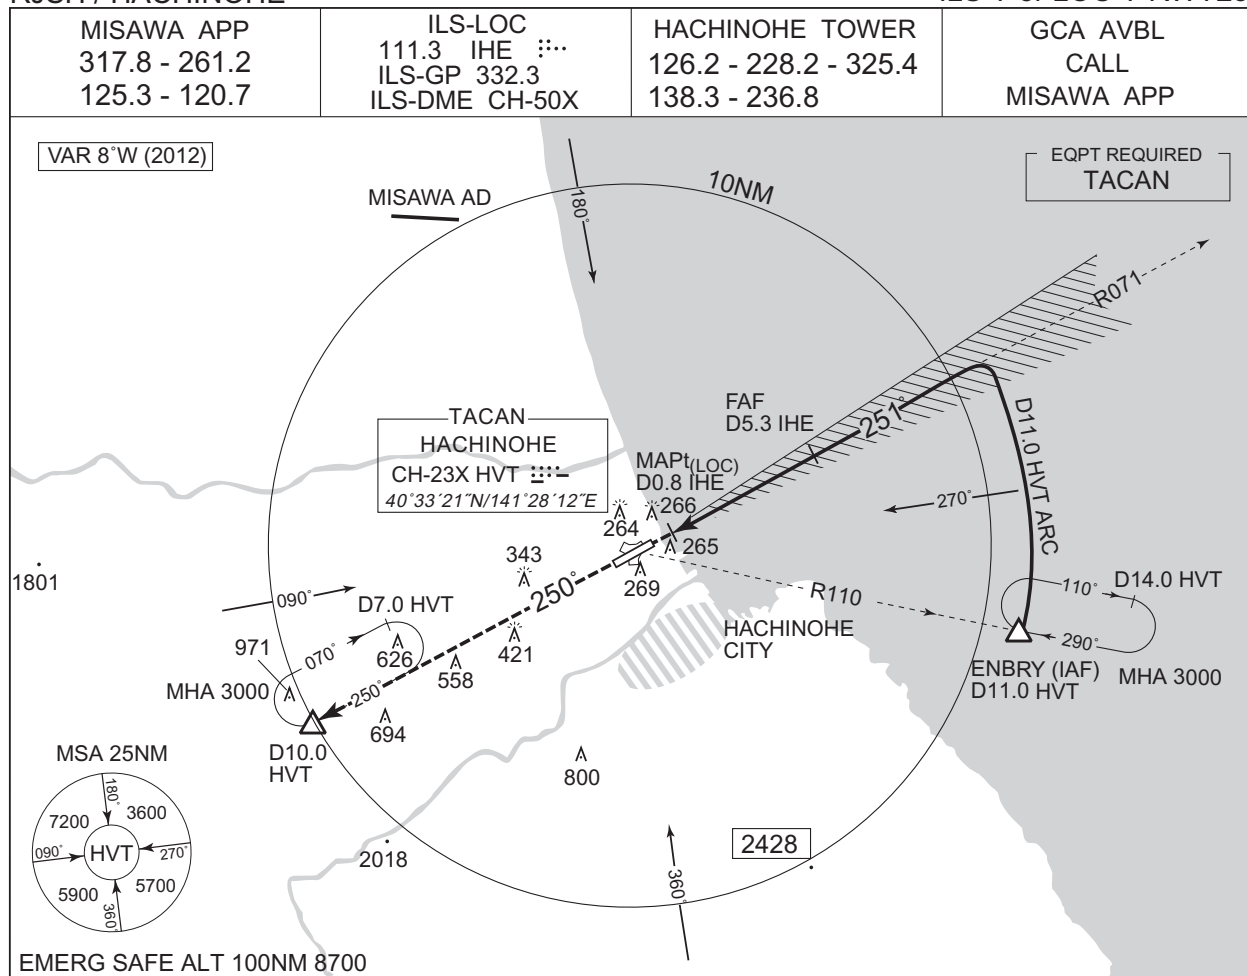 MISAWA APP
317.8 - 261.2
125.3 - 120.7
ILS-LOC
111.3 IHE
ILS-GP 332.3
ILS-DME CH-50X
HACHINOHE TOWER
126.2 - 228.2 - 325.4
138.3 - 236.8
GCA AVBL
CALL
MISAWA APP
VAR 8˚W (2012)
EQPT REQUIRED
TACAN
MISAWA AD
180˚
10NM
R071
FAF
D5.3 IHE
251˚
D11.0 HVT ARC
TACAN
HACHINOHE
CH-23X HVT
40˚33´21˝N/141˚28´12˝E
MAPt(LOC)
D0.8 IHE
266
264
265
269
270˚
343
1801
090˚
250˚
D7.0 HVT
R110
110˚
D14.0 HVT
971
070˚
626
421
558
HACHINOHE
CITY
290˚
MHA 3000
250˚
ENBRY (IAF)
D11.0 HVT
MHA 3000
694
D10.0
HVT
800
MSA 25NM
180˚
7200
3600
090˚
HVT
270˚
5900
5700
360˚
2018
2428
360˚
EMERG SAFE ALT 100NM 8700